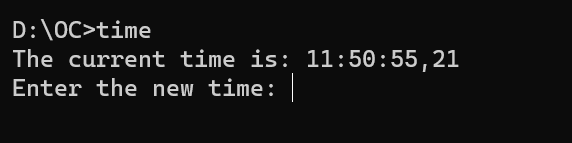 D:\OC>time
The current time is: 11:50:55,21
Enter the new time: